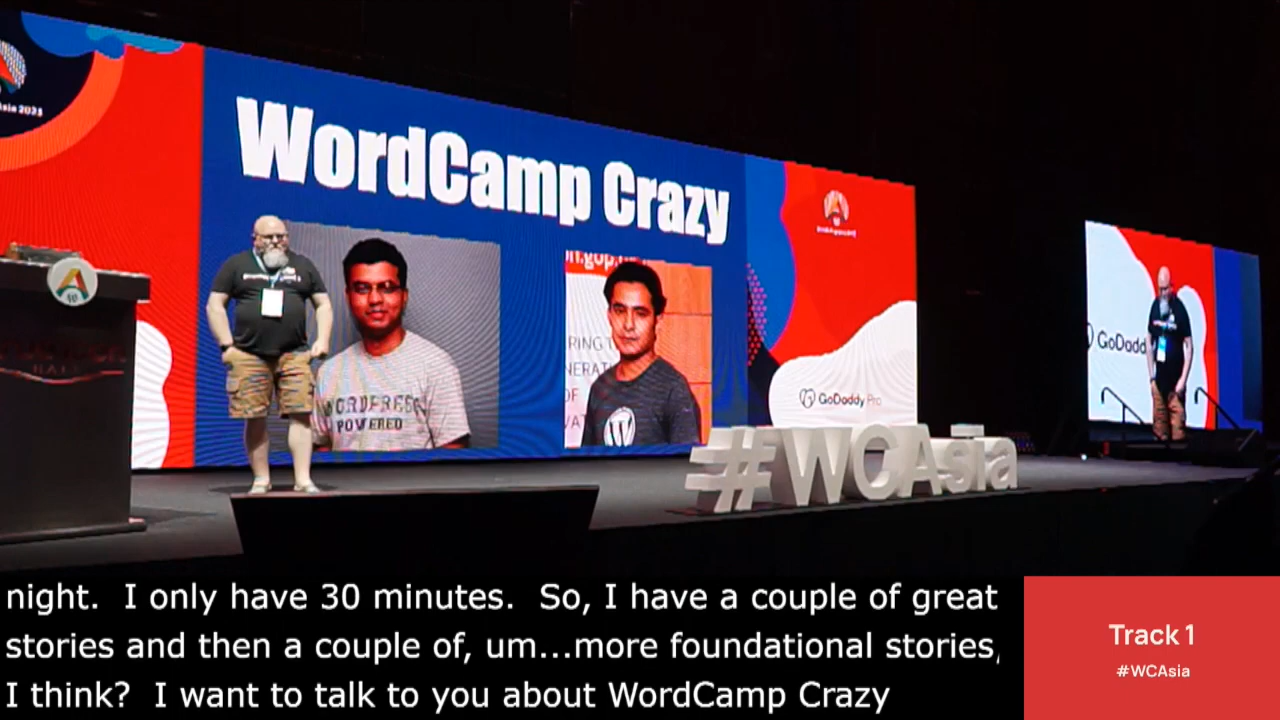 Asia 2023
WordCamp Crazy
WORDPRESS
POWERED
GoDaddy Pro
#WCAsia
night. I only have 30 minutes. So, I have a couple of great
stories and then a couple of, um...more foundational stories,
I think? I want to talk to you about WordCamp Crazy
Track 1
#WCAsia